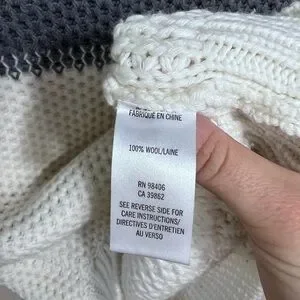 FABRIQUÉ EN CHINE
100% WOOL/LAINE
RN 98406
CA 39862
SEE REVERSE SIDE FOR
CARE INSTRUCTIONS/
DIRECTIVES D'ENTRETIEN
AU VERSO